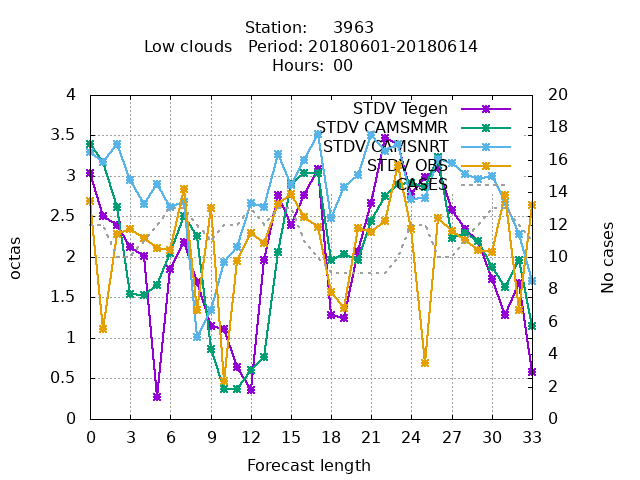 Station: 3963
Low clouds Period: 20180601-20180614
Hours: 00
4
3.5
3
2.5
2
1.5
1
0.5
0
20
18
16
14
12
10
8
6
4
2
0
STDV Tegen
STDV CAMSMMR
STDV CAMSNRT
STDV OBS
CASES
octas
No cases
0 3 6 9 12 15 18 21 24 27 30 33
Forecast length